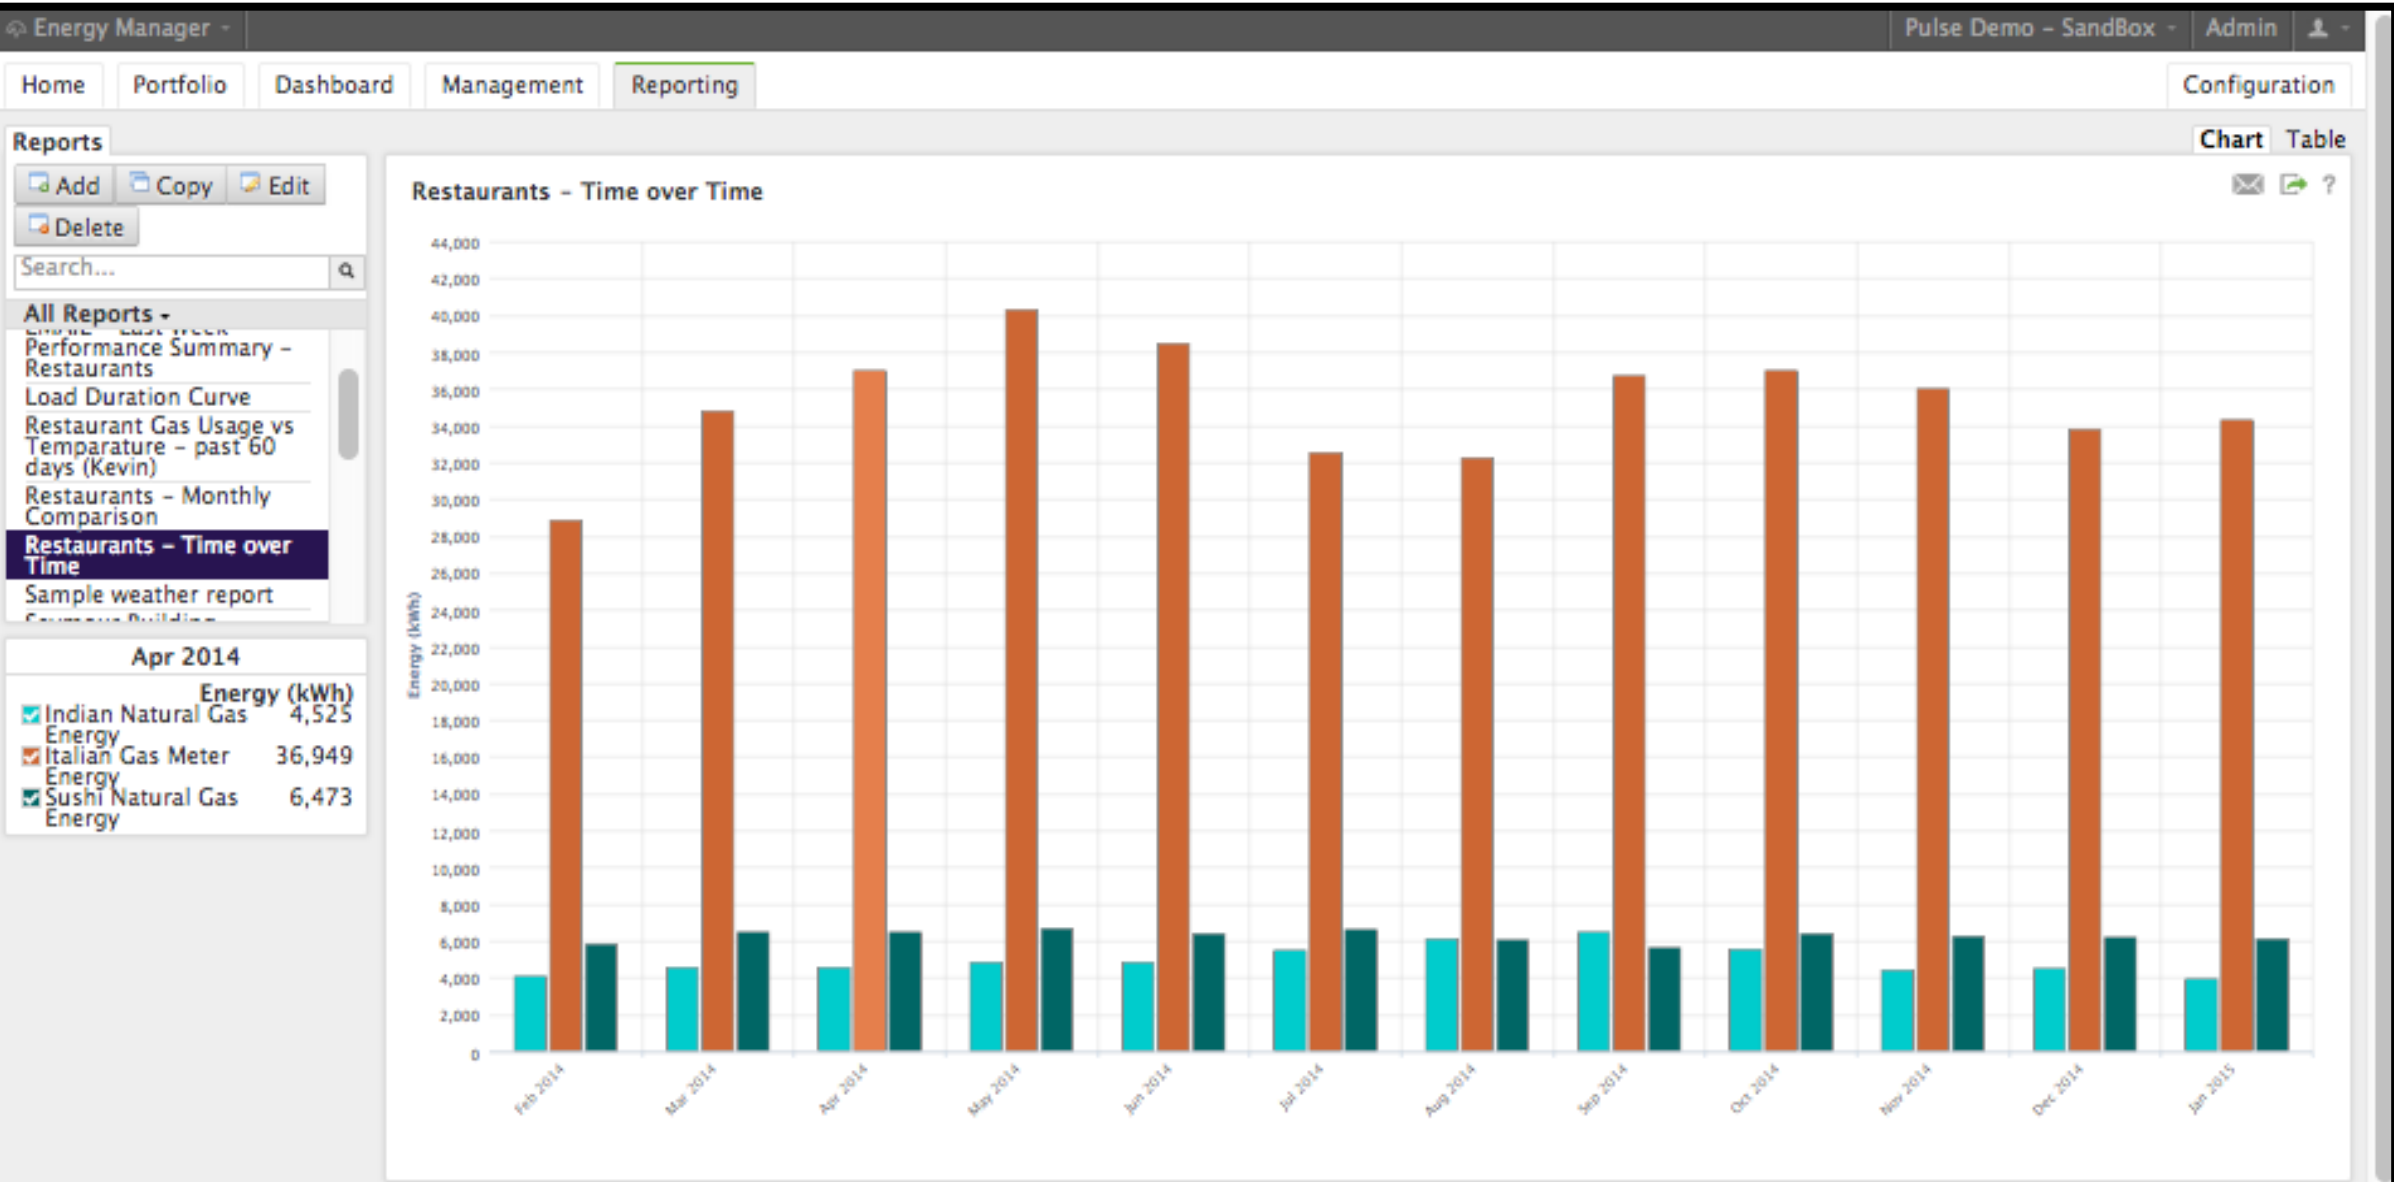 Energy Manager
Pulse Demo – SandBox
Admin
Home
Portfolio
Dashboard
Management
Reporting
Configuration
Reports
Add
Copy
Edit
Delete
Search...
All Reports
Performance Summary –
Restaurants
Load Duration Curve
Restaurant Gas Usage vs
Temparature – past 60
days (Kevin)
Restaurants – Monthly
Comparison
Restaurants – Time over
Time
Sample weather report
Apr 2014
Energy (kWh)
Indian Natural Gas 4,525
Energy
Italian Gas Meter 36,949
Energy
Sushi Natural Gas 6,473
Energy
Chart Table
Restaurants – Time over Time
?
44,000
42,000
40,000
38,000
36,000
34,000
32,000
30,000
28,000
26,000
24,000
22,000
20,000
18,000
16,000
14,000
12,000
10,000
8,000
6,000
4,000
2,000
0
Energy (kWh)
Feb 2014
Mar 2014
Apr 2014
May 2014
Jun 2014
Jul 2014
Aug 2014
Sep 2014
Oct 2014
Nov 2014
Dec 2014
Jan 2015